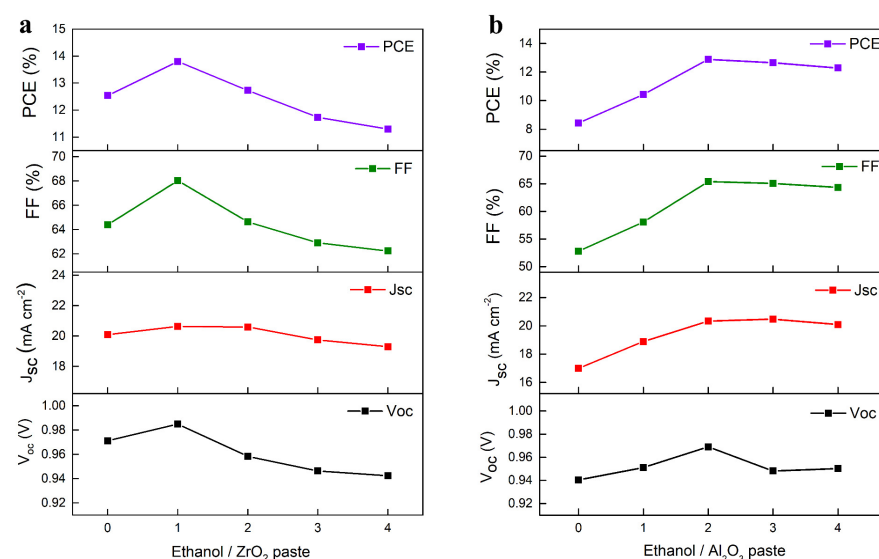 a
15
14
13
12
11
PCE (%)
PCE
70
68
66
64
62
FF (%)
FF
24
22
20
18
J_SC (mA cm⁻²)
Jsc
1.00
0.98
0.96
0.94
0.92
V_oc (V)
Voc
0 1 2 3 4
Ethanol / ZrO₂ paste
b
14
12
10
8
PCE (%)
PCE
70
65
60
55
50
FF (%)
FF
22
20
18
16
J_SC (mA cm⁻²)
Jsc
1.00
0.98
0.96
0.94
0.92
V_OC (V)
Voc
0 1 2 3 4
Ethanol / Al₂O₃ paste